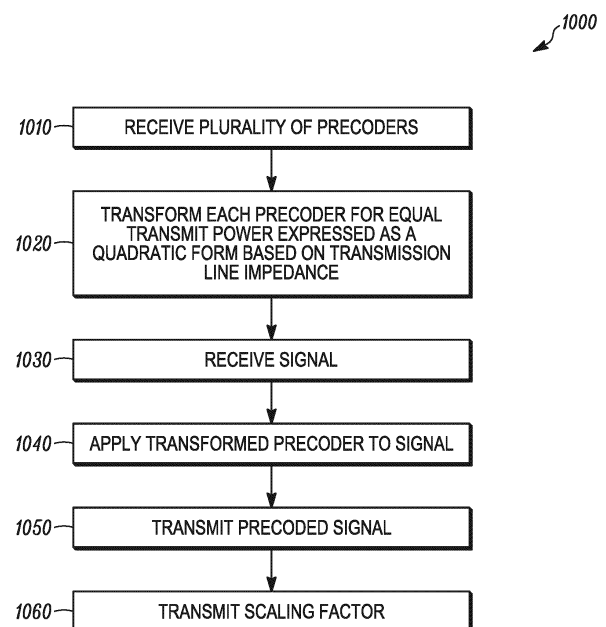 1000
1010
RECEIVE PLURALITY OF PRECODERS
1020
TRANSFORM EACH PRECODER FOR EQUAL
TRANSMIT POWER EXPRESSED AS A
QUADRATIC FORM BASED ON TRANSMISSION
LINE IMPEDANCE
1030
RECEIVE SIGNAL
1040
APPLY TRANSFORMED PRECODER TO SIGNAL
1050
TRANSMIT PRECODED SIGNAL
1060
TRANSMIT SCALING FACTOR